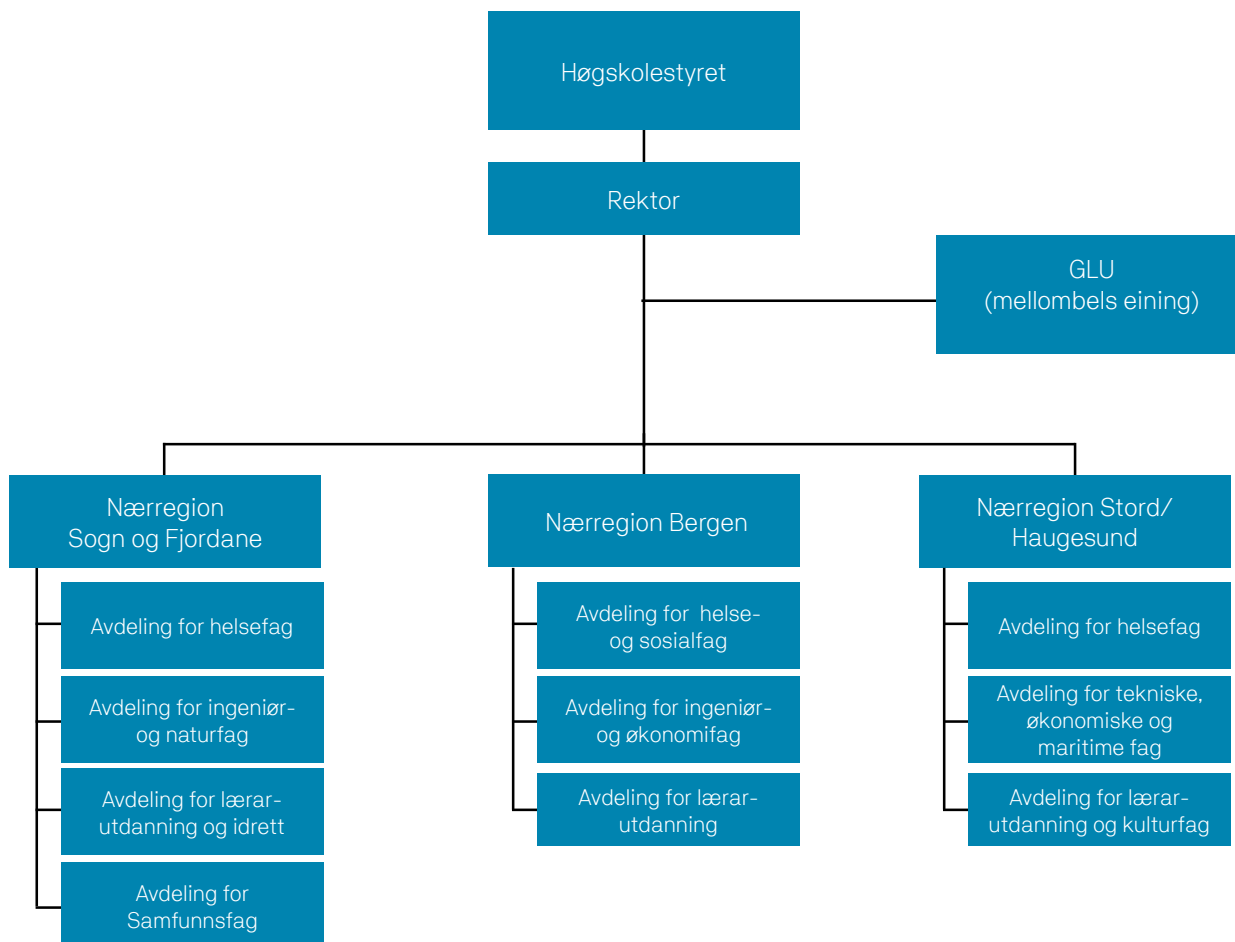 Høgskolestyret
Rektor
GLU
(mellombels eining)
Nærregion
Sogn og Fjordane
Avdeling for helsefag
Avdeling for ingeniør-
og naturfag
Avdeling for lærar-
utdanning og idrett
Avdeling for
Samfunnsfag
Nærregion Bergen
Avdeling for helse-
og sosialfag
Avdeling for ingeniør-
og økonomifag
Avdeling for lærar-
utdanning
Nærregion Stord/
Haugesund
Avdeling for helsefag
Avdeling for tekniske,
økonomiske og
maritime fag
Avdeling for lærar-
utdanning og kulturfag